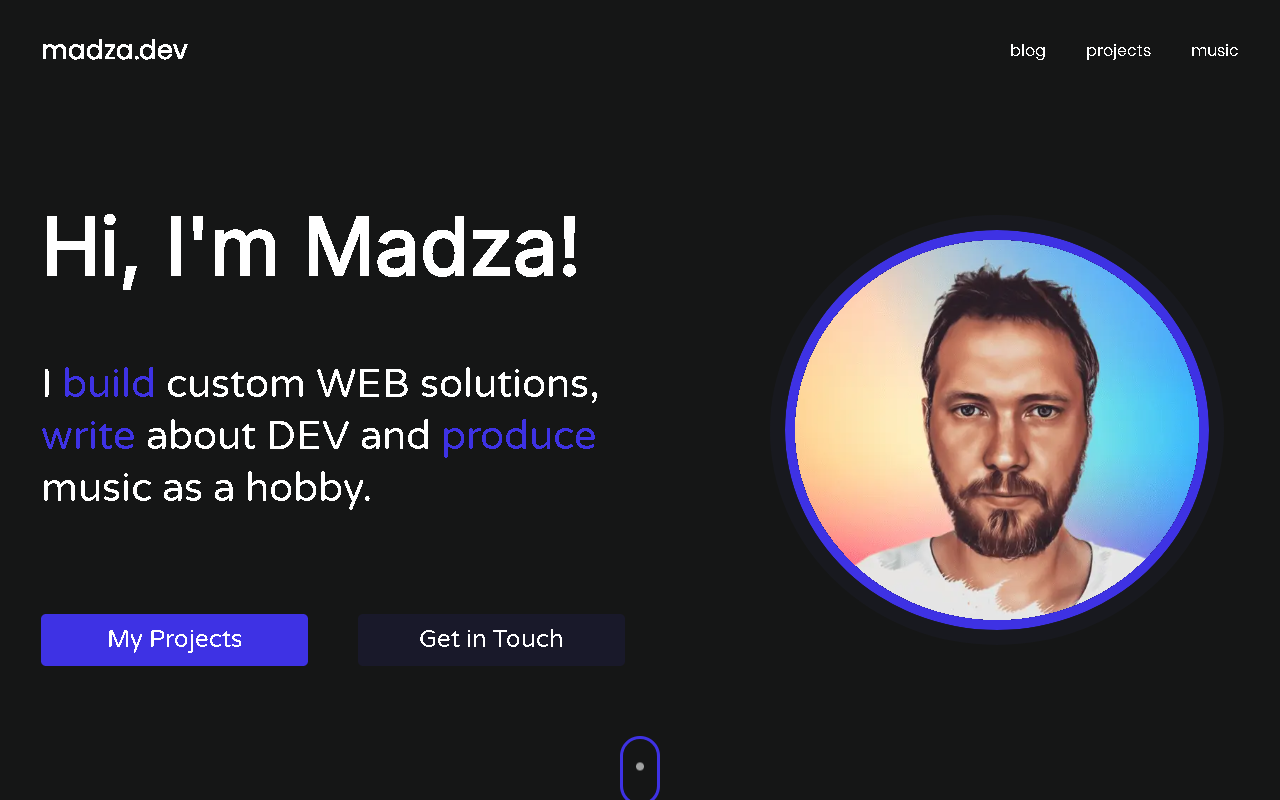 madza.dev
blog
projects
music
Hi, I'm Madza!
I build custom WEB solutions,
write about DEV and produce
music as a hobby.
My Projects
Get in Touch